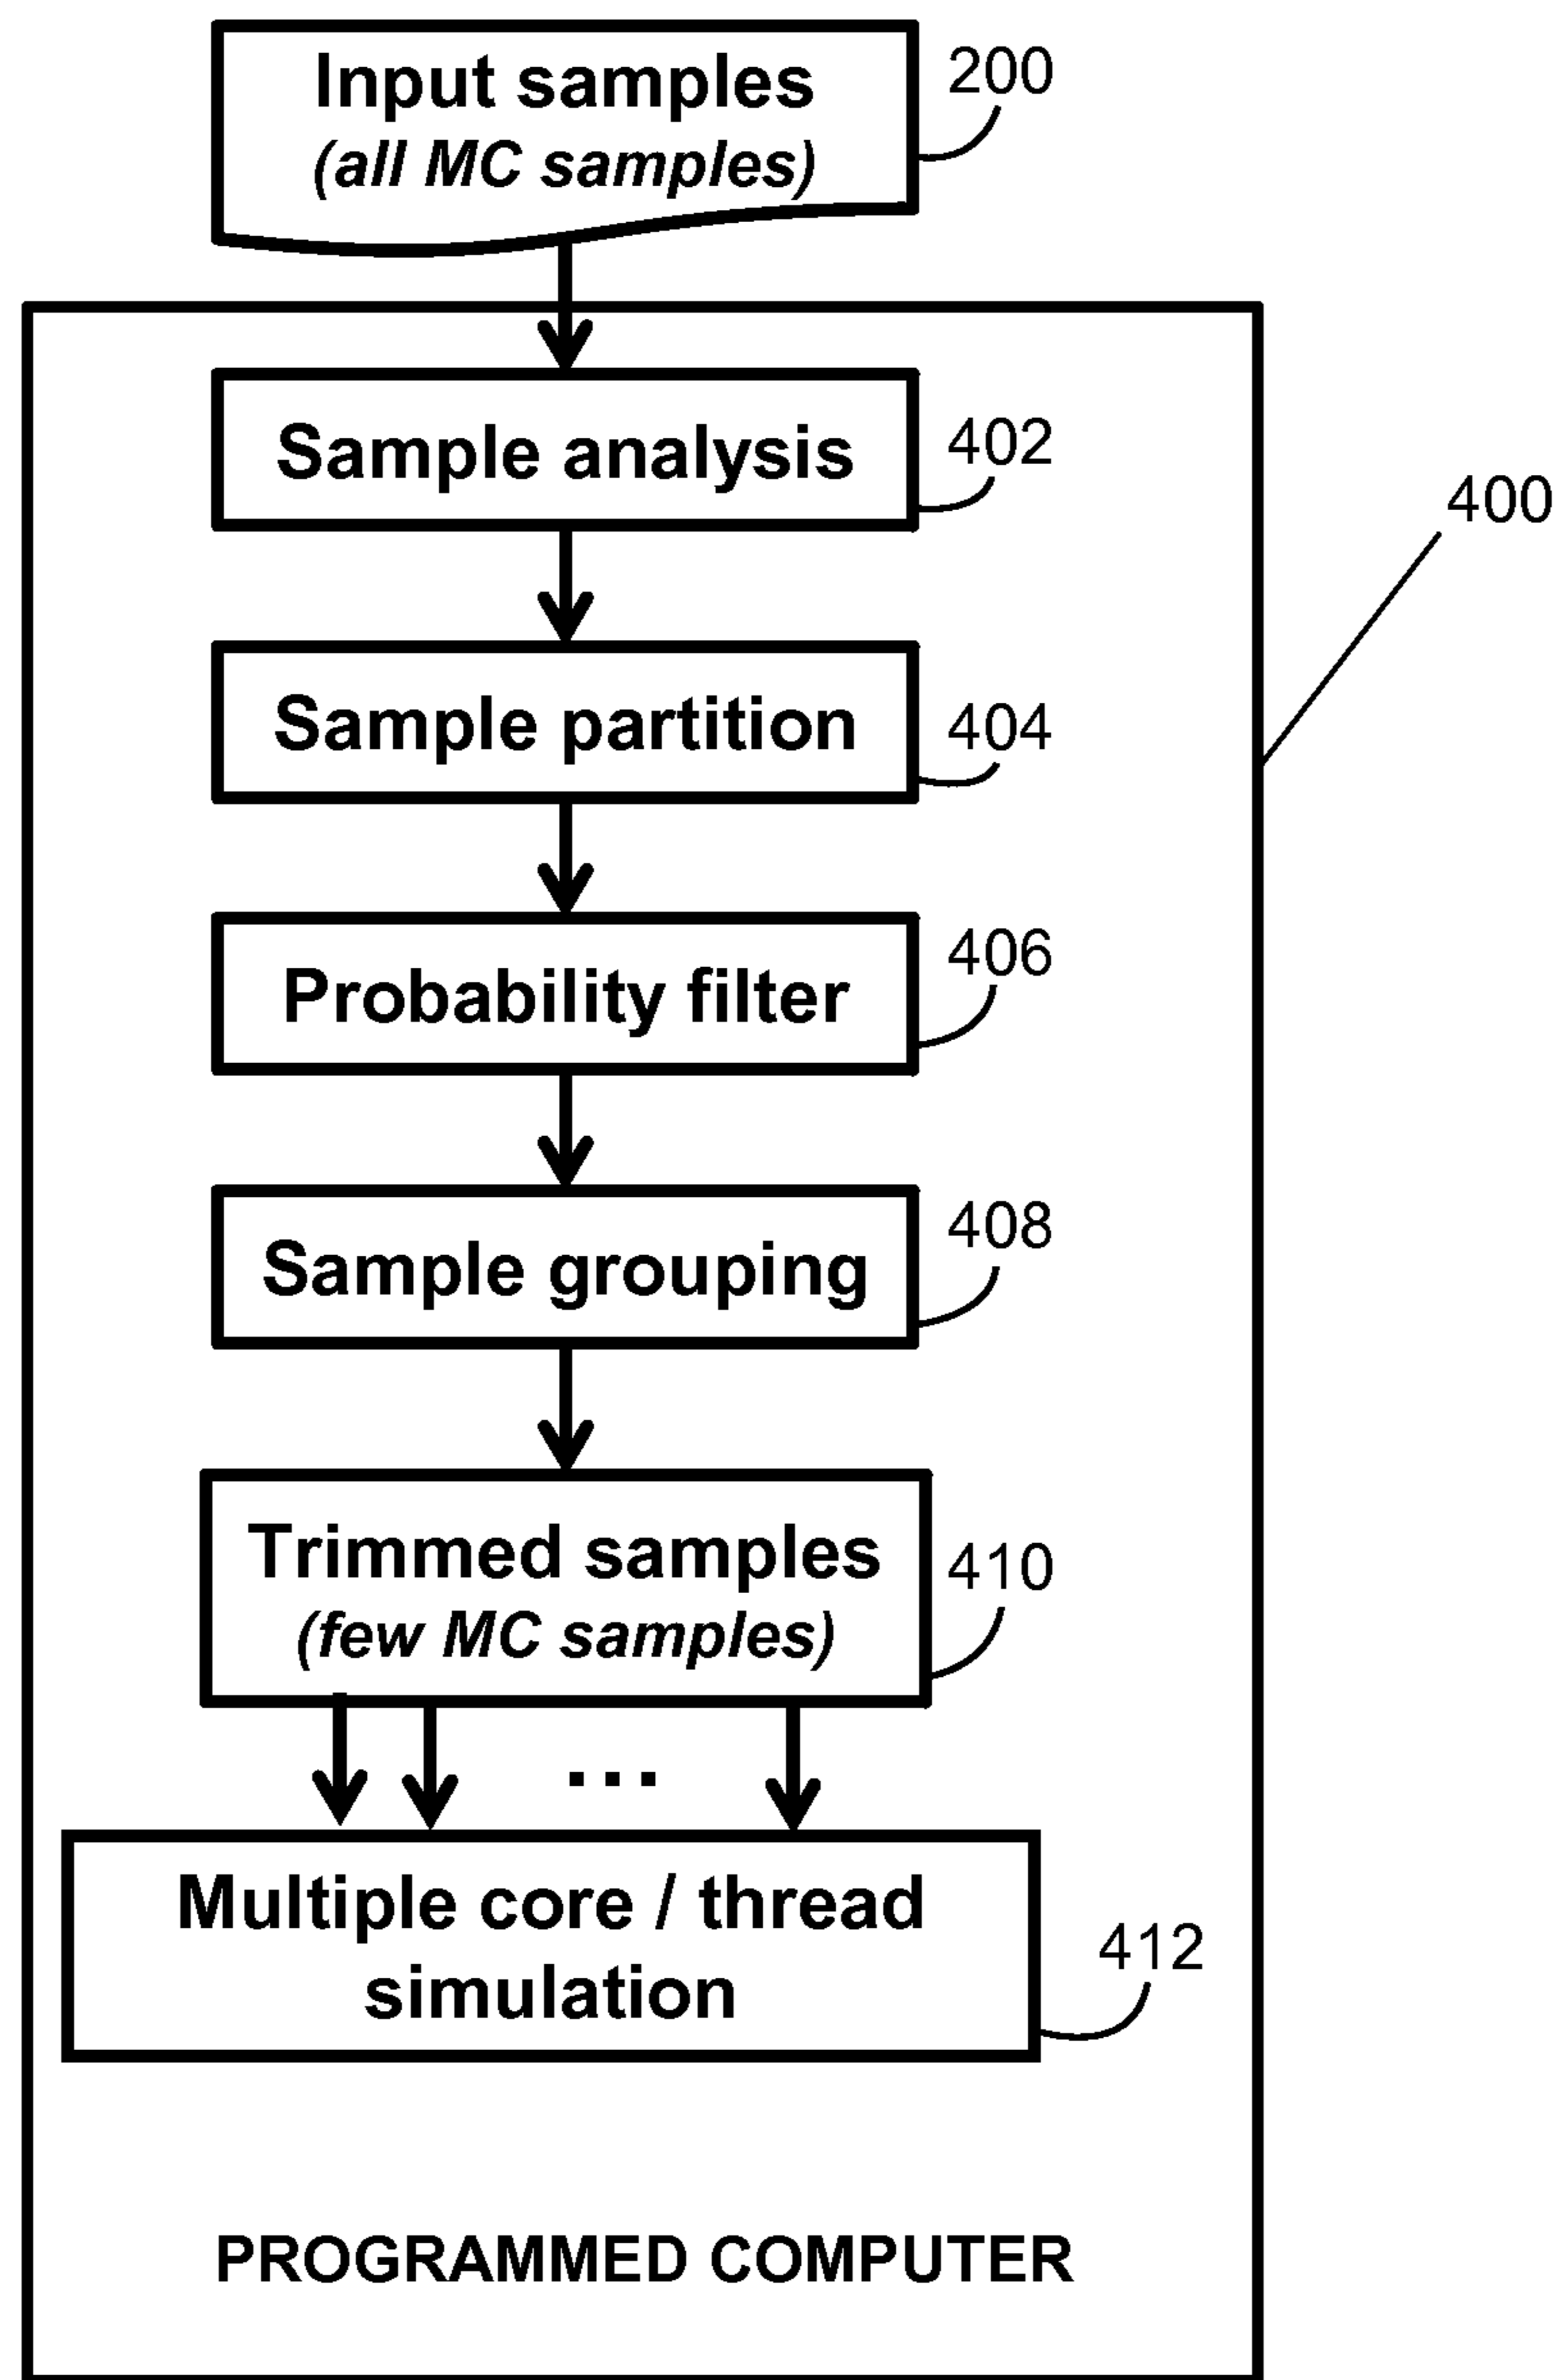 Input samples
(all MC samples)
200
Sample analysis
402
400
Sample partition
404
Probability filter
406
Sample grouping
408
Trimmed samples
(few MC samples)
410
...
Multiple core / thread
simulation
412
PROGRAMMED COMPUTER